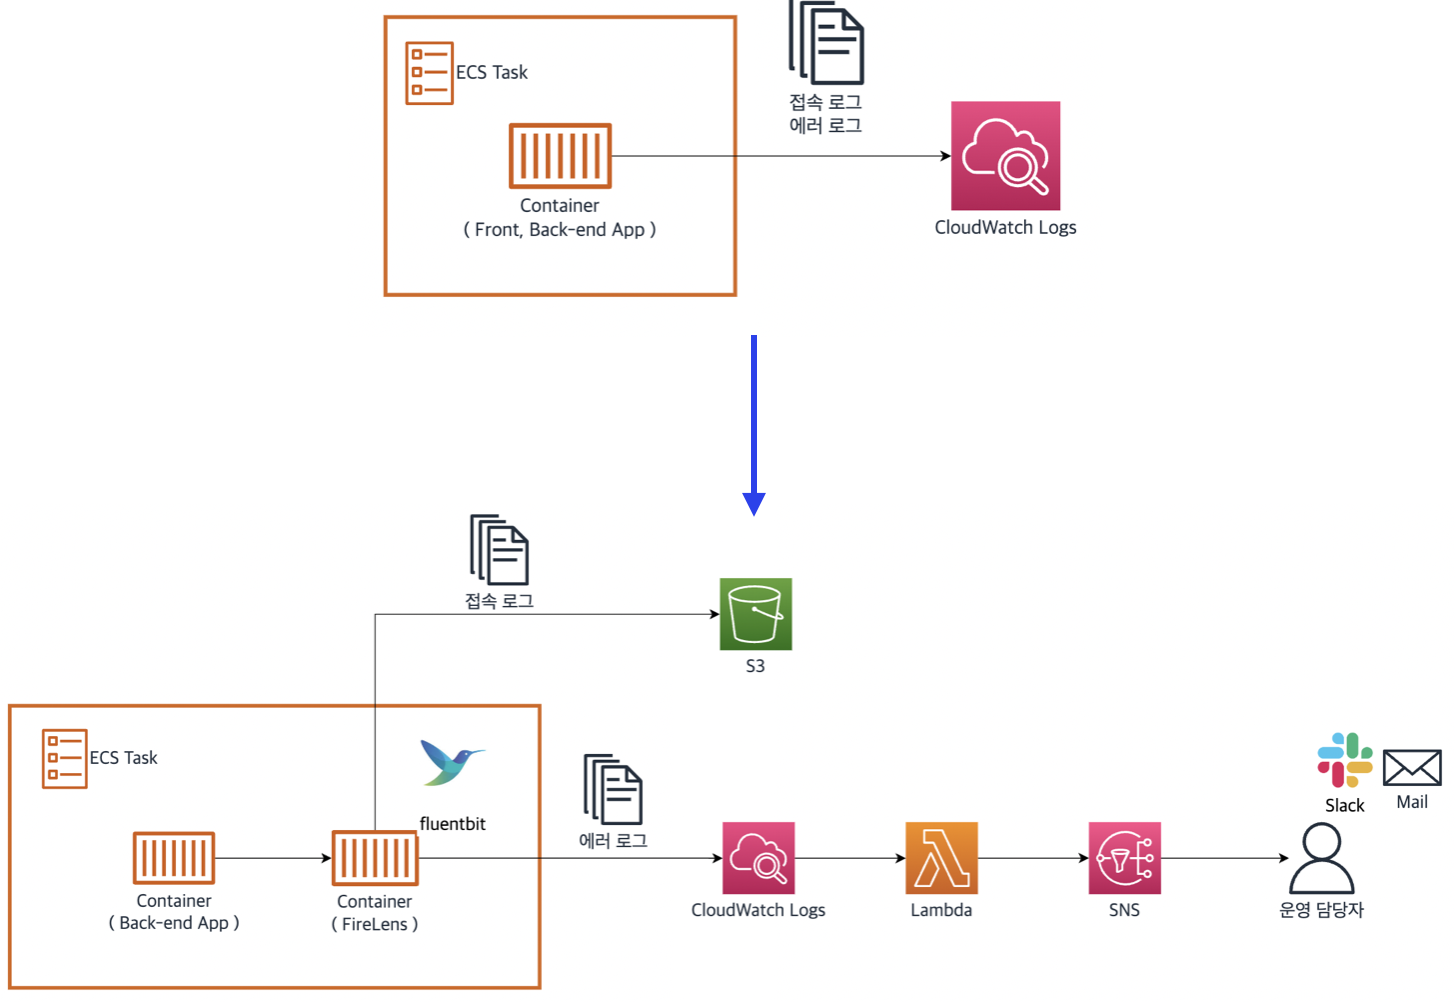 ECS Task
접속 로그
에러 로그
Container
( Front, Back-end App )
CloudWatch Logs
접속 로그
S3
ECS Task
fluentbit
에러 로그
Slack
Mail
Container
( Back-end App )
Container
( FireLens )
CloudWatch Logs
Lambda
SNS
운영 담당자